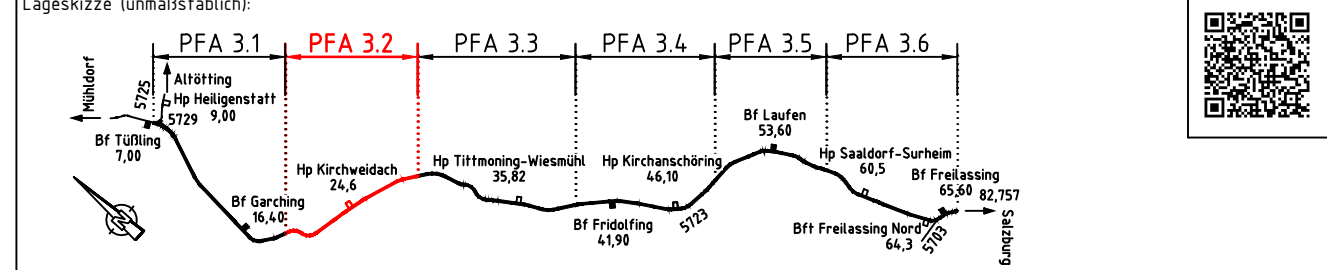 Lageskizze (unmaßstäblich):
PFA 3.1
PFA 3.2
PFA 3.3
PFA 3.4
PFA 3.5
PFA 3.6
Mühldorf
5725
Altötting
Hp Heiligenstatt
9,00
5729
Bf Tüßling
7,00
Bf Garching
16,40
Hp Kirchweidach
24,6
Hp Tittmoning-Wiesmühl
35,82
Bf Fridolfing
41,90
Hp Kirchanschöring
46,10
5723
Bf Laufen
53,60
Hp Saaldorf-Surheim
60,5
Bf Freilassing
65,60
82,757
Bft Freilassing Nord
64,3
5703
Salzburg